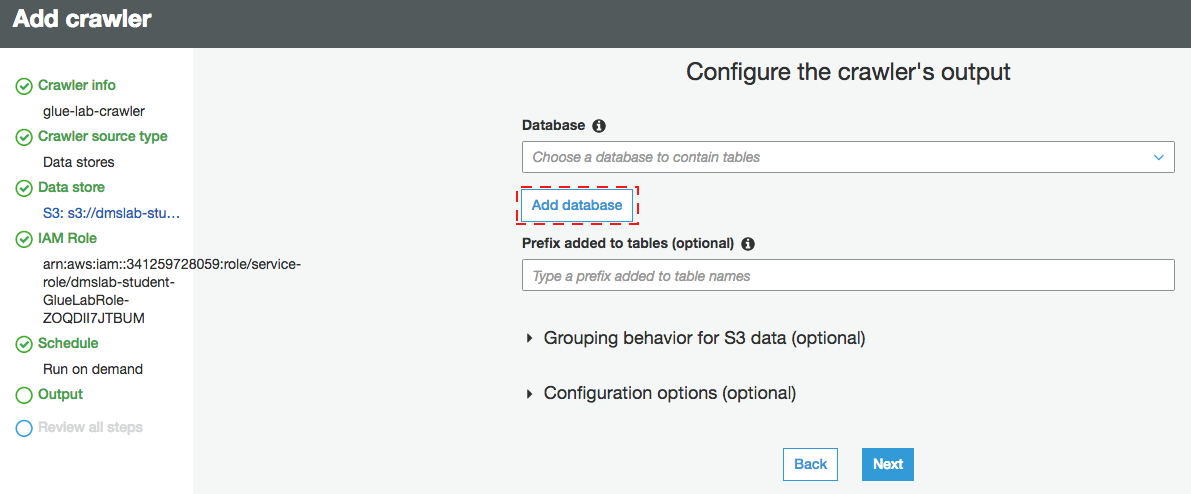 Add crawler
Crawler info
glue-lab-crawler
Crawler source type
Data stores
Data store
S3: s3://dmslab-stu...
IAM Role
arn:aws:iam::341259728059:role/service-
role/dmslab-student-
GlueLabRole-
ZOQDII7JTBUM
Schedule
Run on demand
Output
Review all steps
Configure the crawler's output
Database
Choose a database to contain tables
Add database
Prefix added to tables (optional)
Type a prefix added to table names
Grouping behavior for S3 data (optional)
Configuration options (optional)
Back
Next